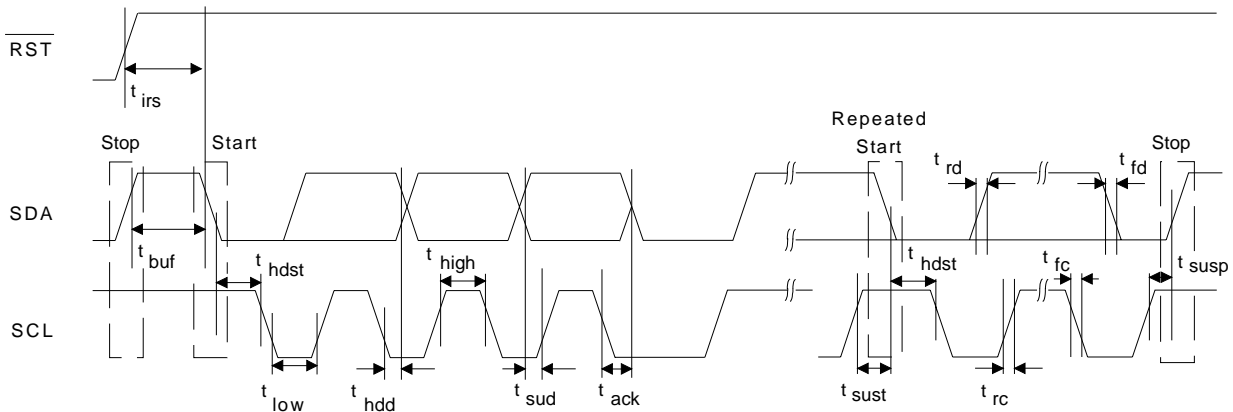 RST
t irs
Repeated
Stop Start Start Stop
t rd t fd
SDA
t buf t hdst t high t hdst t fc t susp
SCL
t low t hdd t sud t ack t sust t rc